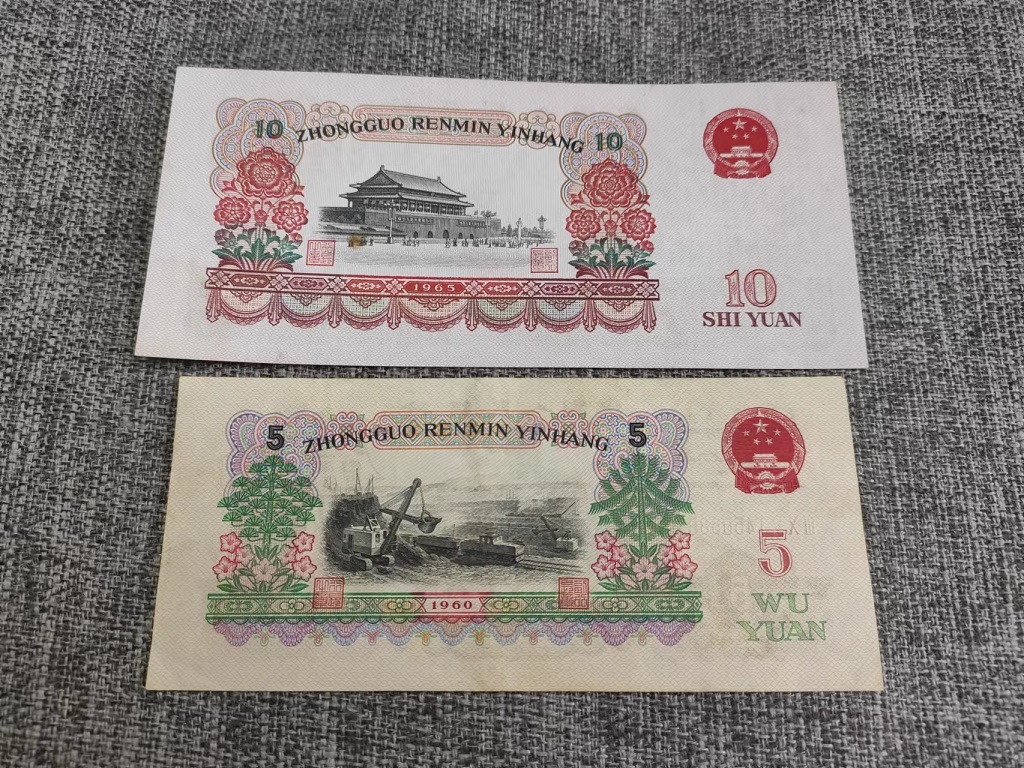 10 ZHONGGUO RENMIN YINHANG 10
1965
10
SHI YUAN
5 ZHONGGUO RENMIN YINHANG 5
1960
5
WU
YUAN